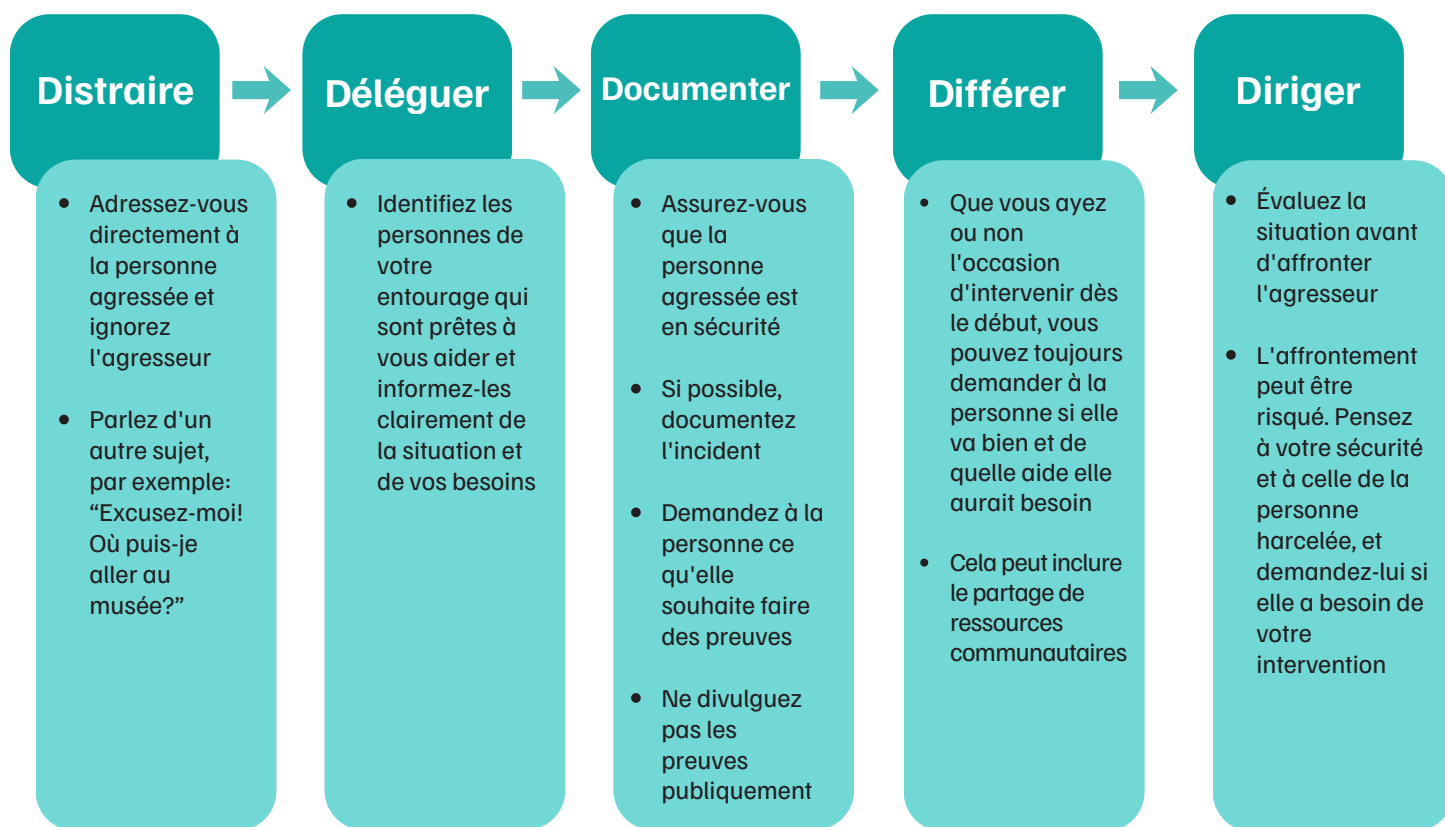 Distraire
Adressez-vous
directement à
la personne
agressée et
ignorez
l'agresseur
Parlez d'un
autre sujet,
par exemple:
“Excusez-moi!
Où puis-je
aller au
musée?”
Déléguer
Identifiez les
personnes de
votre
entourage qui
sont prêtes à
vous aider et
informez-les
clairement de
la situation et
de vos besoins
Documenter
Assurez-vous
que la
personne
agressée est
en sécurité
Si possible,
documentez
l'incident
Demandez à la
personne ce
qu'elle
souhaite faire
des preuves
Ne divulguez
pas les
preuves
publiquement
Différer
Que vous ayez
ou non
l'occasion
d'intervenir dès
le début, vous
pouvez toujours
demander à la
personne si elle
va bien et de
quelle aide elle
aurait besoin
Cela peut inclure
le partage de
ressources
communautaires
Diriger
Évaluez la
situation avant
d'affronter
l'agresseur
L'affrontement
peut être
risqué. Pensez
à votre sécurité
et à celle de la
personne
harcelée, et
demandez-lui si
elle a besoin de
votre
intervention